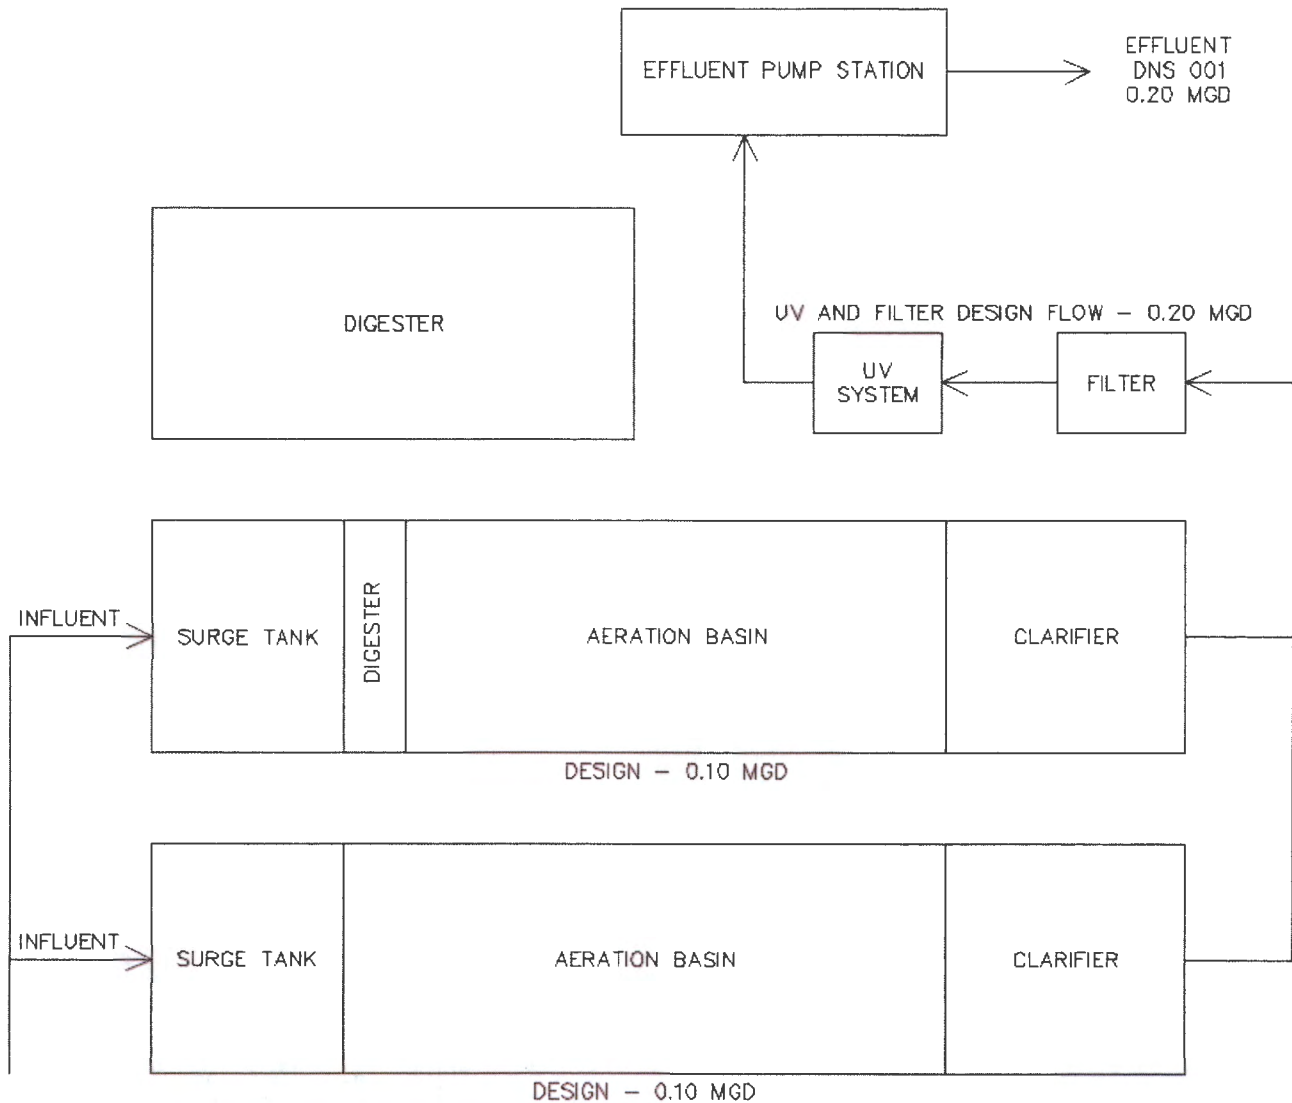 EFFLUENT PUMP STATION
EFFLUENT
DNS 001
0.20 MGD
DIGESTER
UV AND FILTER DESIGN FLOW - 0.20 MGD
UV
SYSTEM
FILTER
INFLUENT
SURGE TANK
DIGESTER
AERATION BASIN
CLARIFIER
DESIGN - 0.10 MGD
INFLUENT
SURGE TANK
AERATION BASIN
CLARIFIER
DESIGN - 0.10 MGD